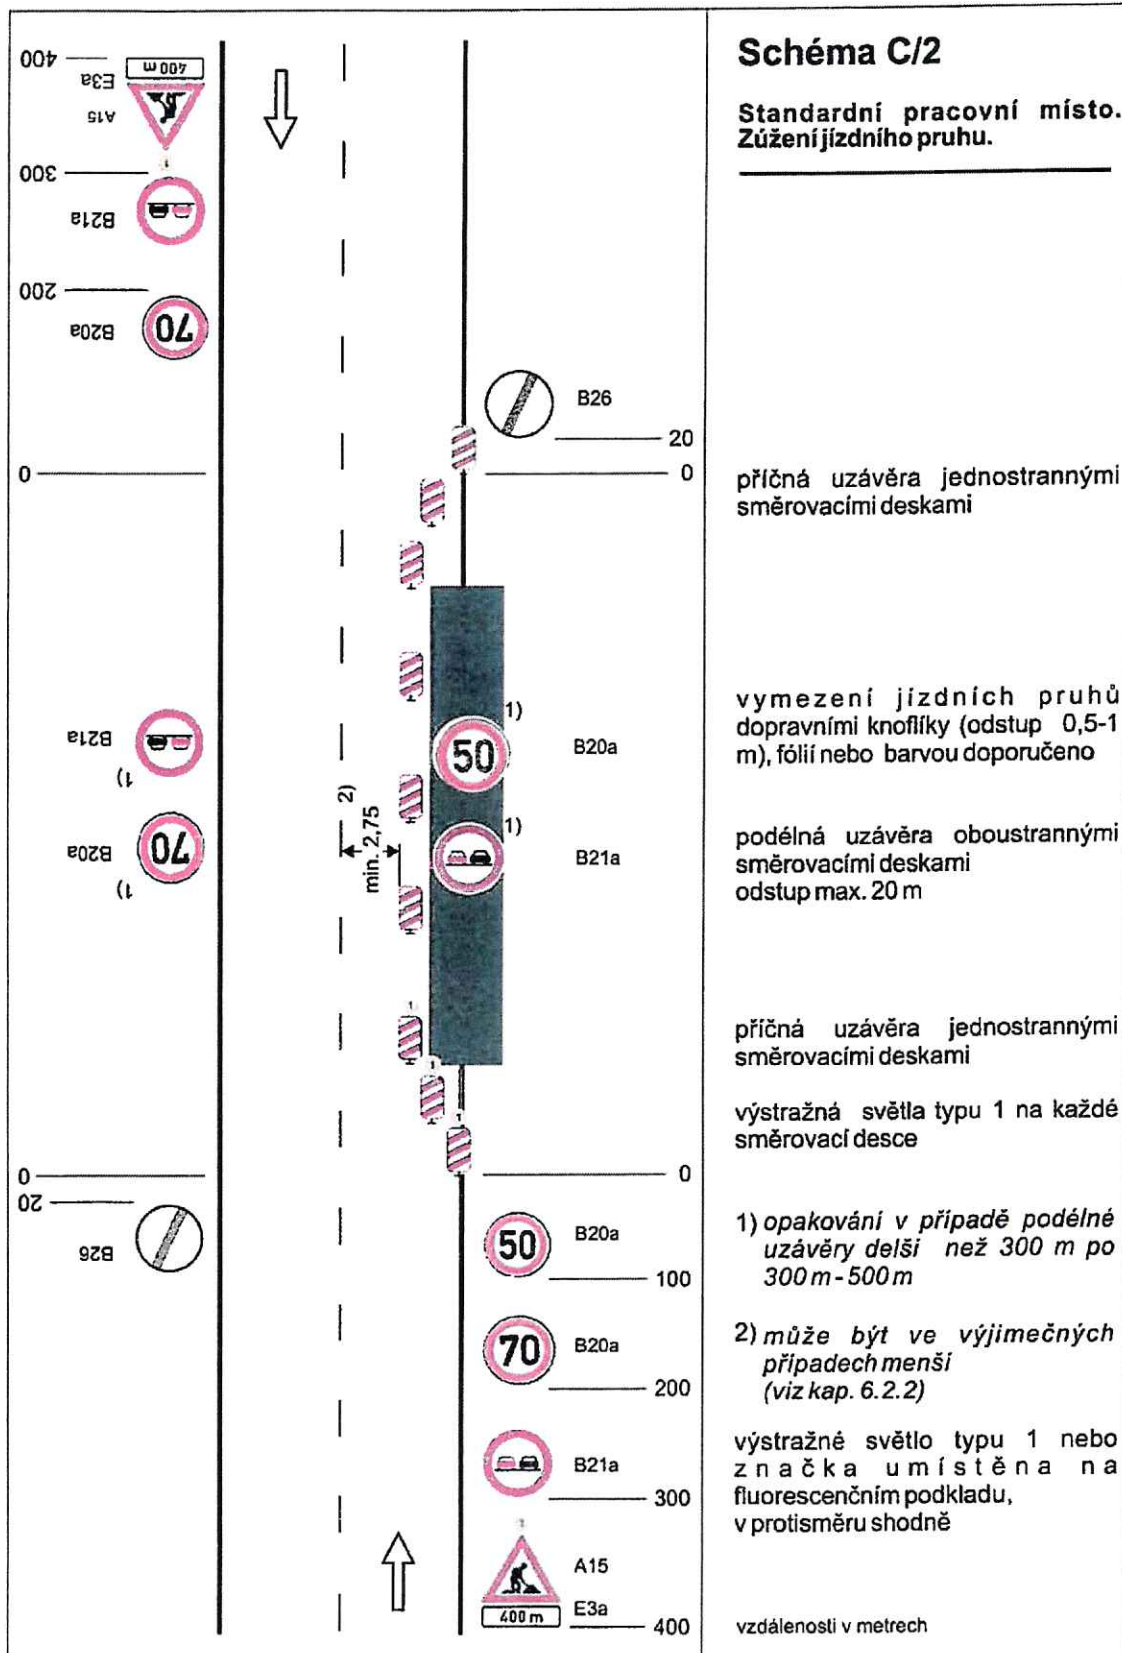 Schéma C/2
Standardní pracovní místo.
Zúžení jízdního pruhu.
400
400 m
E3a
A15
300
B21a
200
70
B20a
B26
20
0
0
příčná uzávěra jednostrannými
směrovacími deskami
1)
50
B20a
vymezení jízdních pruhů
dopravními knoflíky (odstup 0,5-1
m), fólií nebo barvou doporučeno
B21a
1)
70
B20a
1)
2)
min. 2,75
1)
B21a
podélná uzávěra oboustrannými
směrovacími deskami
odstup max. 20 m
1
příčná uzávěra jednostrannými
směrovacími deskami
1
1
výstražná světla typu 1 na každé
směrovací desce
0
0
20
B26
50
B20a
100
1) opakování v případě podélné
uzávěry delší než 300 m po
300 m - 500 m
70
B20a
200
2) může být ve výjimečných
případech menší
(viz kap. 6.2.2)
B21a
300
výstražné světlo typu 1 nebo
značka umístěna na
fluorescenčním podkladu,
v protisměru shodně
A15
400 m
E3a
400
vzdálenosti v metrech